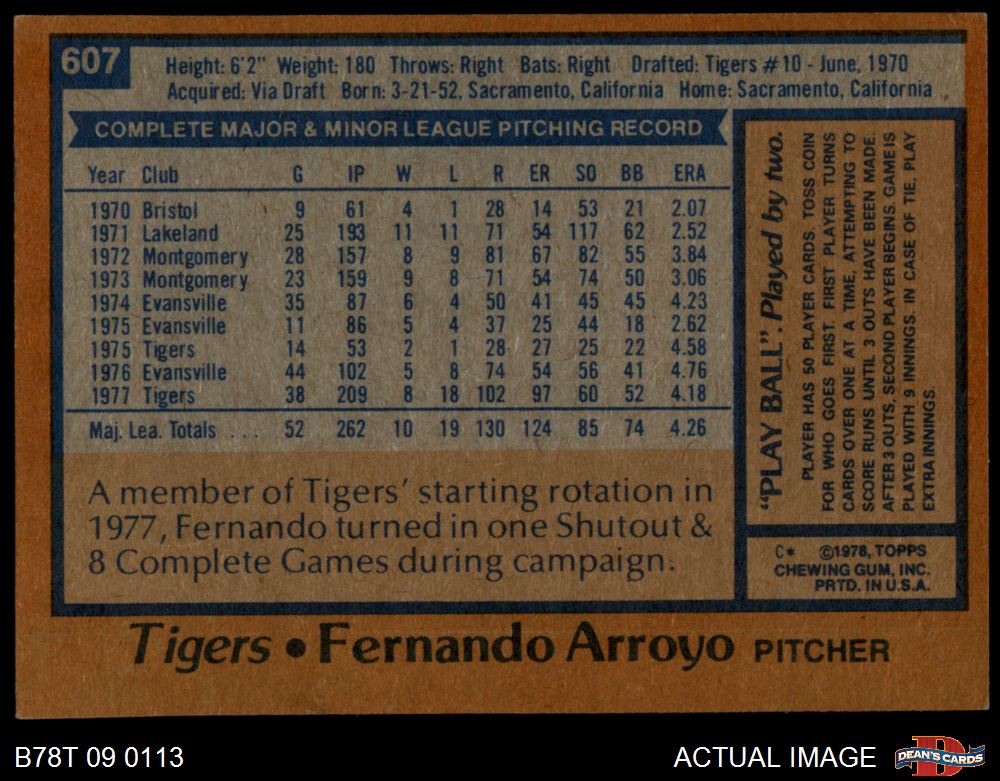 607
Height: 6'2" Weight: 180 Throws: Right Bats: Right Drafted: Tigers #10 - June, 1970
Acquired: Via Draft Born: 3-21-52, Sacramento, California Home: Sacramento, California
COMPLETE MAJOR & MINOR LEAGUE PITCHING RECORD
Year Club G IP W L R ER SO BB ERA
1970 Bristol 9 61 4 1 28 14 53 21 2.07
1971 Lakeland 25 193 11 11 71 54 117 62 2.52
1972 Montgomery 28 157 8 9 81 67 82 55 3.84
1973 Montgomery 23 159 9 8 71 54 74 50 3.06
1974 Evansville 35 87 6 4 50 41 45 45 4.23
1975 Evansville 11 86 5 4 37 25 44 18 2.62
1975 Tigers 14 53 2 1 28 27 25 22 4.58
1976 Evansville 44 102 5 8 74 54 56 41 4.76
1977 Tigers 38 209 8 18 102 97 60 52 4.18
Maj. Lea. Totals . . . 52 262 10 19 130 124 85 74 4.26
A member of Tigers' starting rotation in
1977, Fernando turned in one Shutout &
8 Complete Games during campaign.
"PLAY BALL". Played by two.
PLAYER HAS 50 PLAYER CARDS. TOSS COIN
FOR WHO GOES FIRST. FIRST PLAYER TURNS
CARDS OVER ONE AT A TIME, ATTEMPTING TO
SCORE RUNS UNTIL 3 OUTS HAVE BEEN MADE.
AFTER 3 OUTS, SECOND PLAYER BEGINS. GAME IS
PLAYED WITH 9 INNINGS. IN CASE OF TIE, PLAY
EXTRA INNINGS.
C* ©1978, TOPPS
CHEWING GUM, INC.
PRTD. IN U.S.A.
Tigers • Fernando Arroyo PITCHER
B78T 09 0113
ACTUAL IMAGE
D
DEAN'S CARDS